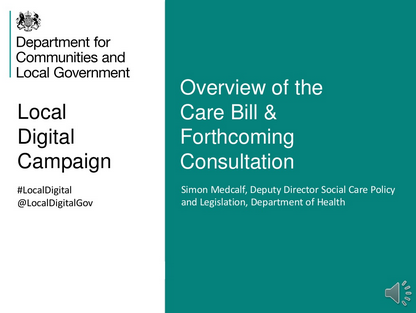 Department for
Communities and
Local Government
Local
Digital
Campaign
#LocalDigital
@LocalDigitalGov
Overview of the
Care Bill &
Forthcoming
Consultation
Simon Medcalf, Deputy Director Social Care Policy
and Legislation, Department of Health